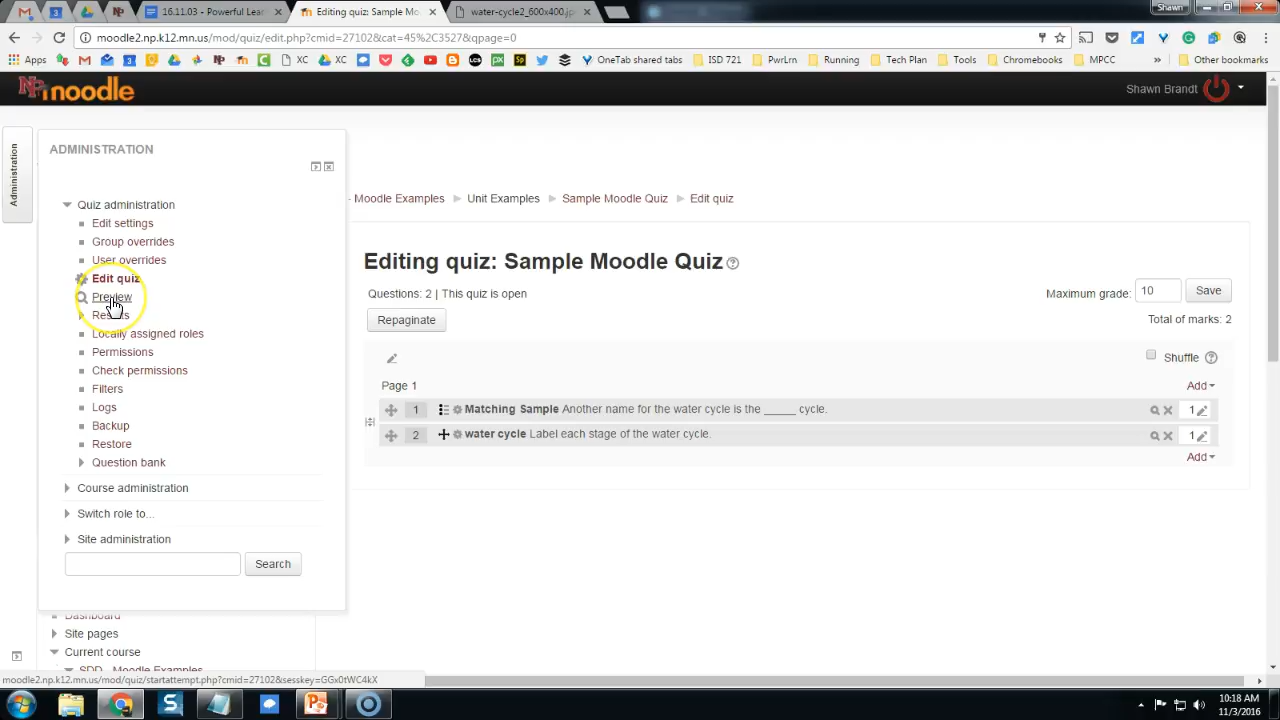 Shawn
16.11.03 - Powerful Lear
Editing quiz: Sample Mo
water-cycle2_600x400.jp
moodle2.np.k12.mn.us/mod/quiz/edit.php?cmid=27102&cat=45%2C3527&qpage=0
Apps
XC
XC
OneTab shared tabs
ISD 721
PwrLrn
Running
Tech Plan
Tools
Chromebooks
MPCC
»
Other bookmarks
NP moodle
Shawn Brandt
Administration
ADMINISTRATION
Quiz administration
Edit settings
Group overrides
User overrides
Edit quiz
Preview
Results
Locally assigned roles
Permissions
Check permissions
Filters
Logs
Backup
Restore
Question bank
Course administration
Switch role to...
Site administration
Search
Dashboard
Site pages
Current course
SDD - Moodle Examples
- Moodle Examples Unit Examples Sample Moodle Quiz Edit quiz
Editing quiz: Sample Moodle Quiz
Questions: 2 | This quiz is open
Maximum grade: 10 Save
Repaginate
Total of marks: 2
Shuffle
Page 1
Add
1 Matching Sample Another name for the water cycle is the ______ cycle. 1
2 water cycle Label each stage of the water cycle. 1
Add
moodle2.np.k12.mn.us/mod/quiz/startattempt.php?cmid=27102&sesskey=GGx0tWC4kX
10:18 AM
11/3/2016